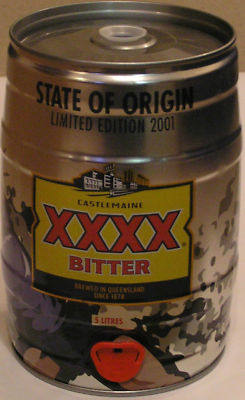 STATE OF ORIGIN
LIMITED EDITION 2001
CASTLEMAINE
XXXX
BITTER
BREWED IN QUEENSLAND
SINCE 1878
5 LITRES